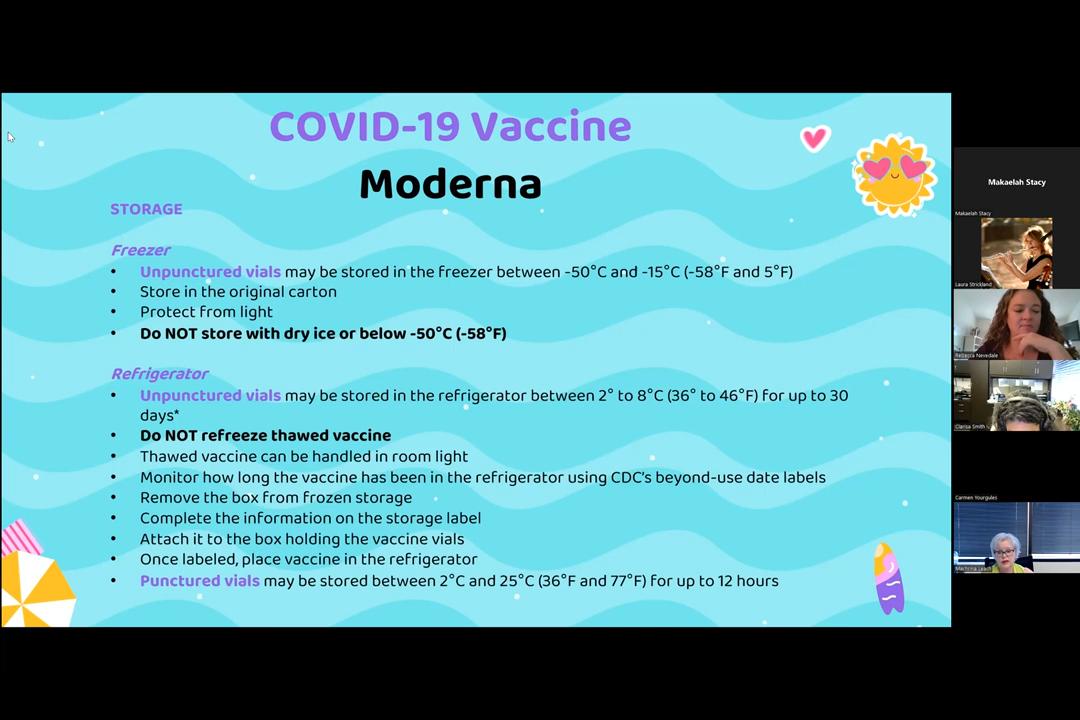 COVID-19 Vaccine
Moderna
STORAGE
Freezer
• Unpunctured vials may be stored in the freezer between -50°C and -15°C (-58°F and 5°F)
• Store in the original carton
• Protect from light
• Do NOT store with dry ice or below -50°C (-58°F)
Refrigerator
• Unpunctured vials may be stored in the refrigerator between 2° to 8°C (36° to 46°F) for up to 30
days*
• Do NOT refreeze thawed vaccine
• Thawed vaccine can be handled in room light
• Monitor how long the vaccine has been in the refrigerator using CDC's beyond-use date labels
• Remove the box from frozen storage
• Complete the information on the storage label
• Attach it to the box holding the vaccine vials
• Once labeled, place vaccine in the refrigerator
• Punctured vials may be stored between 2°C and 25°C (36°F and 77°F) for up to 12 hours
Makaelah Stacy
Makaelah Stacy
Laura Strickland
Rebecca Nevedale
Clarisa Smith
Carmen Yourgules
Leach